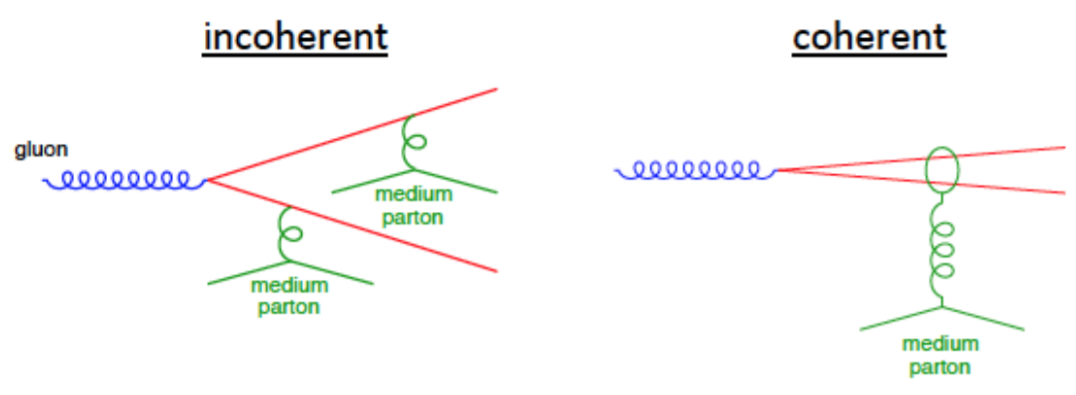 incoherent
coherent
gluon
medium
parton
medium
parton
medium
parton